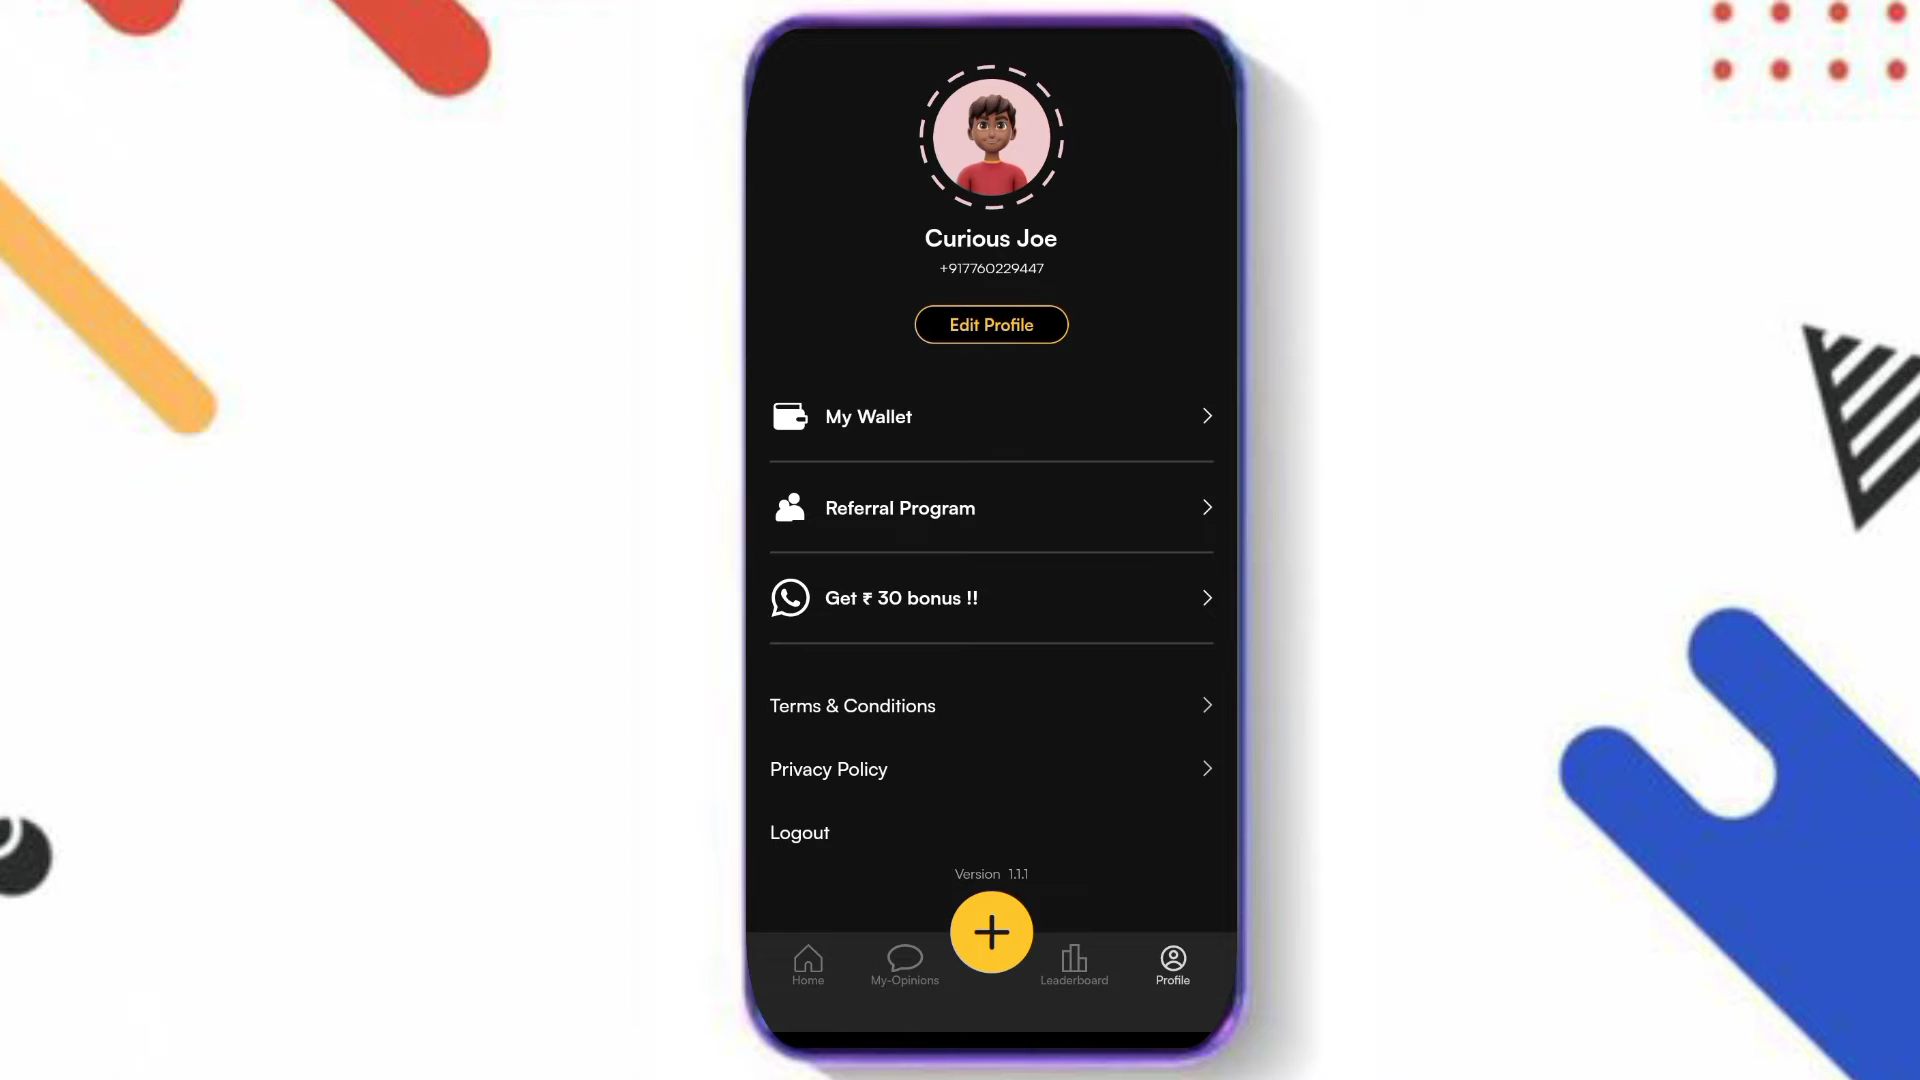 Curious Joe
+917760229447
Edit Profile
My Wallet
Referral Program
Get ₹ 30 bonus !!
Terms & Conditions
Privacy Policy
Logout
Version 1.1.1
Home
My-Opinions
Leaderboard
Profile